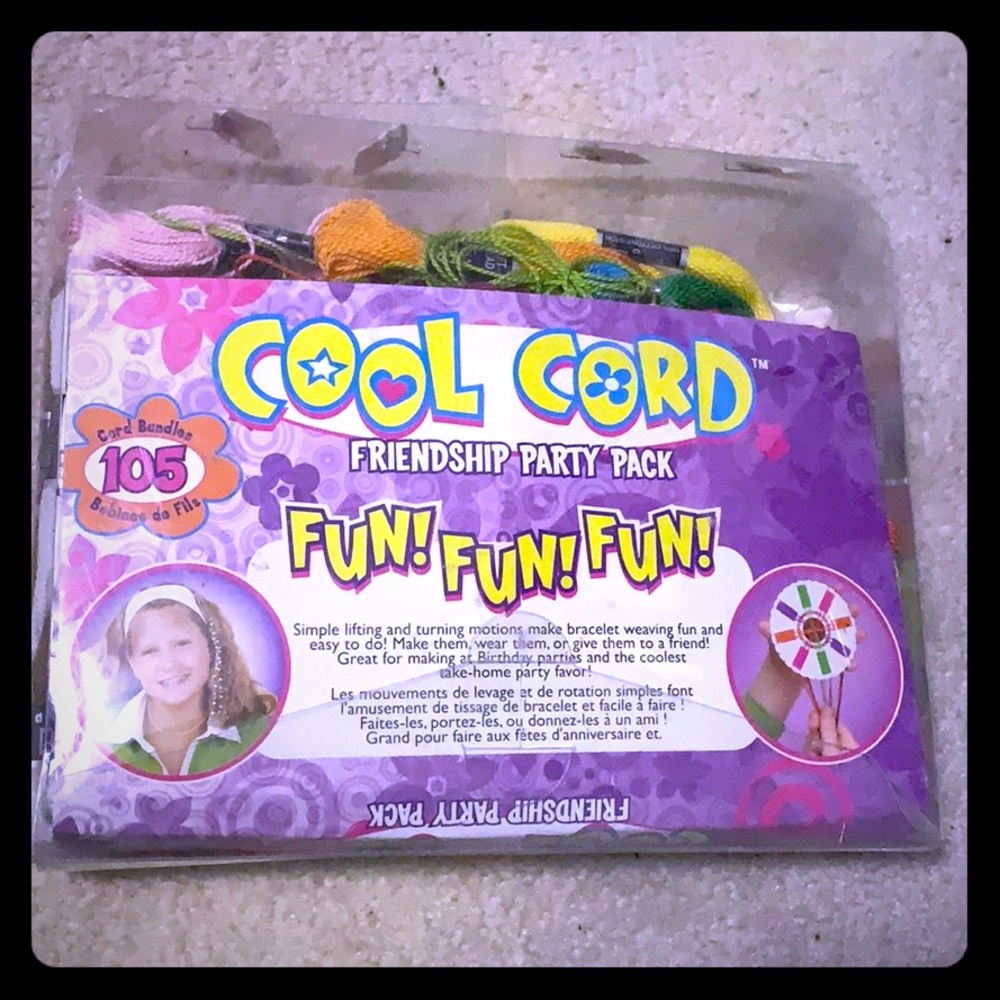 COOL CORD™
FRIENDSHIP PARTY PACK
Cord Bundles
105
Bobines de Fils
FUN! FUN! FUN!
Simple lifting and turning motions make bracelet weaving fun and
easy to do! Make them, wear them, or give them to a friend!
Great for making at Birthday parties and the coolest
take-home party favor!
Les mouvements de levage et de rotation simples font
l'amusement de tissage de bracelet et facile à faire !
Faites-les, portez-les, ou donnez-les à un ami !
Grand pour faire aux fêtes d'anniversaire et.
FRIENDSHIP PARTY PACK